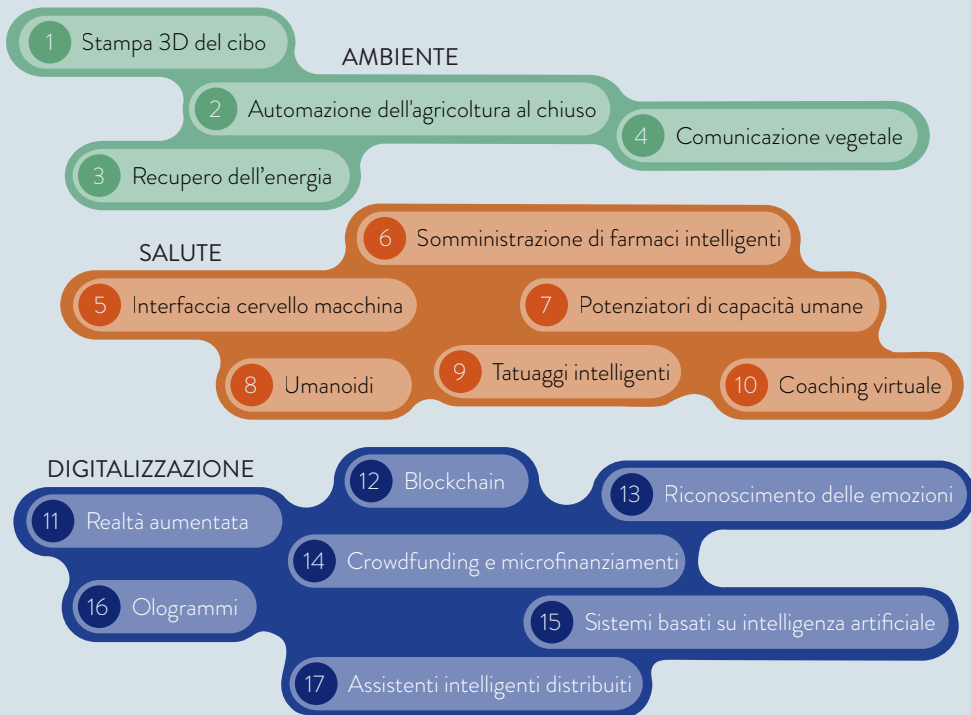 1 Stampa 3D del cibo
AMBIENTE
2 Automazione dell'agricoltura al chiuso
4 Comunicazione vegetale
3 Recupero dell’energia
6 Somministrazione di farmaci intelligenti
SALUTE
5 Interfaccia cervello macchina
7 Potenziatori di capacità umane
8 Umanoidi
9 Tatuaggi intelligenti
10 Coaching virtuale
DIGITALIZZAZIONE
12 Blockchain
13 Riconoscimento delle emozioni
11 Realtà aumentata
14 Crowdfunding e microfinanziamenti
16 Ologrammi
15 Sistemi basati su intelligenza artificiale
17 Assistenti intelligenti distribuiti